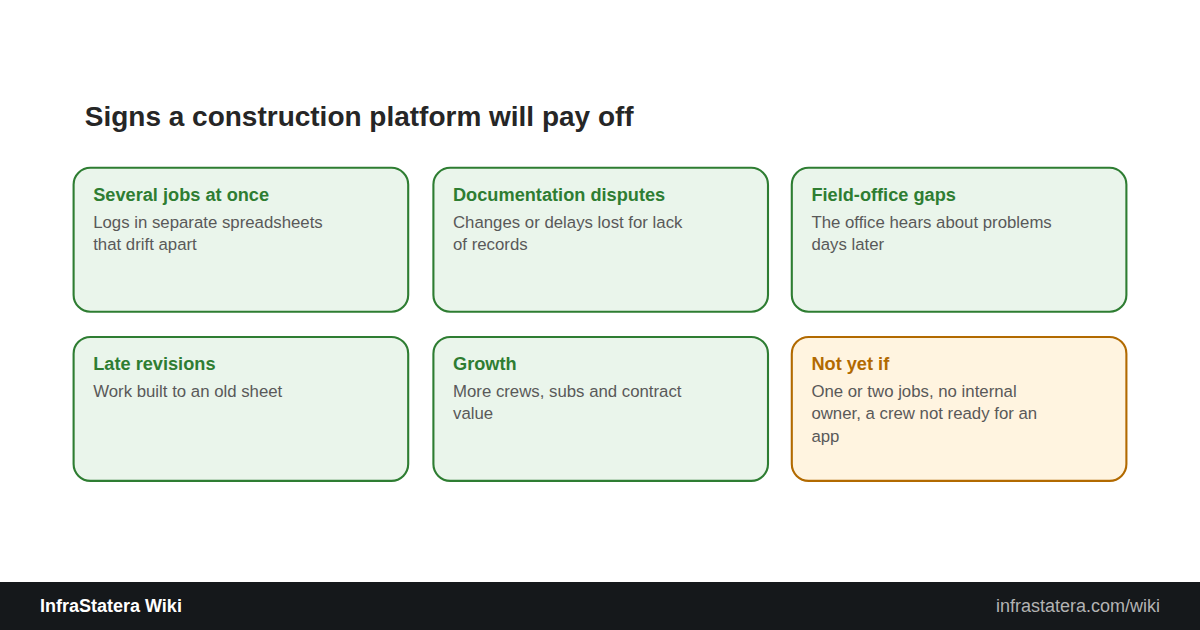 Signs a construction platform will pay off
Several jobs at once
Logs in separate spreadsheets
that drift apart
Documentation disputes
Changes or delays lost for lack
of records
Field-office gaps
The office hears about problems
days later
Late revisions
Work built to an old sheet
Growth
More crews, subs and contract
value
Not yet if
One or two jobs, no internal
owner, a crew not ready for an
app
InfraStatera Wiki
infrastatera.com/wiki